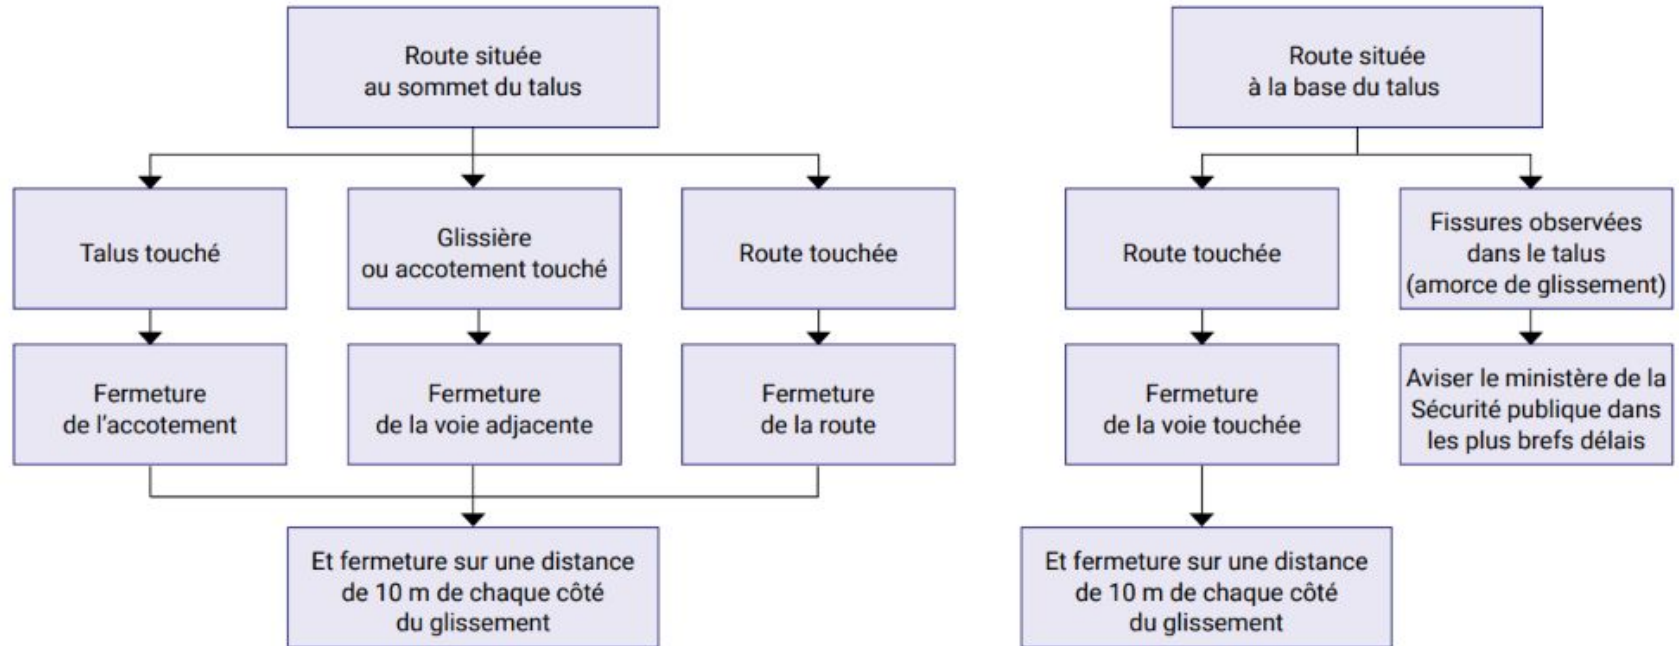 Route située
au sommet du talus
Route située
à la base du talus
Talus touché
Glissière
ou accotement touché
Route touchée
Route touchée
Fissures observées
dans le talus
(amorce de glissement)
Fermeture
de l'accotement
Fermeture
de la voie adjacente
Fermeture
de la route
Fermeture
de la voie touchée
Aviser le ministère de la
Sécurité publique dans
les plus brefs délais
Et fermeture sur une distance
de 10 m de chaque côté
du glissement
Et fermeture sur une distance
de 10 m de chaque côté
du glissement